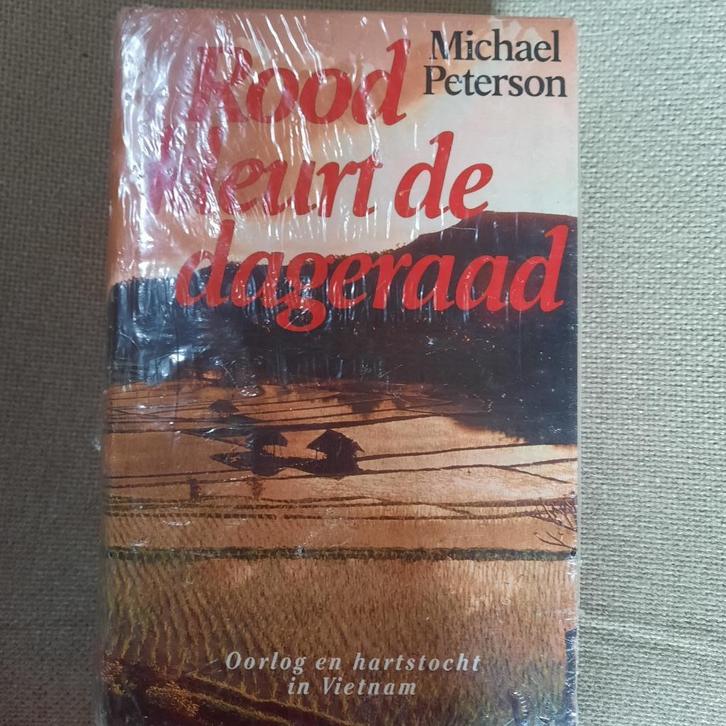 Michael
Peterson
Rood
kleurt de
dageraad
Oorlog en hartstocht
in Vietnam